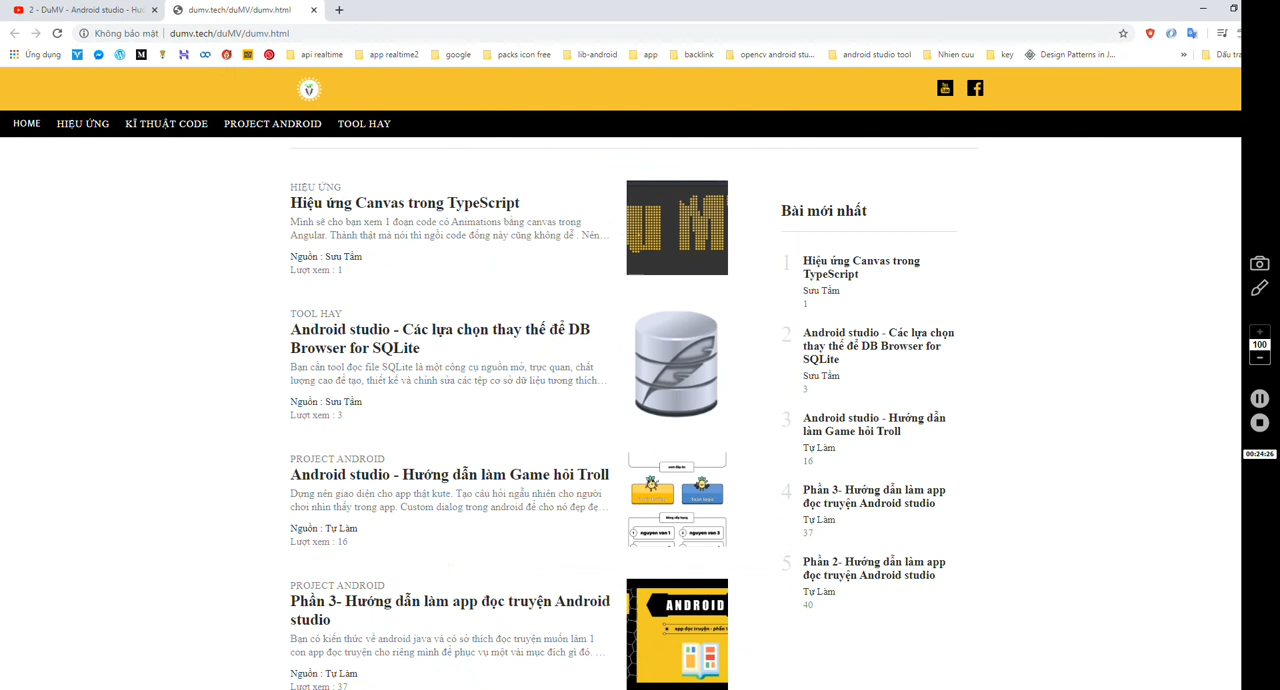 2 - DuMV - Android studio - Hướ
dumv.tech/duMV/dumv.html
Không bảo mật
dumv.tech/duMV/dumv.html
Ứng dụng
api realtime
app realtime2
google
packs icon free
lib-android
app
backlink
opencv android stu...
android studio tool
Nhien cuu
key
Design Patterns in J...
»
Dấu tra
HOME
HIỆU ỨNG
KĨ THUẬT CODE
PROJECT ANDROID
TOOL HAY
HIỆU ỨNG
Hiệu ứng Canvas trong TypeScript
Mình sẽ cho bạn xem 1 đoạn code có Animations bằng canvas trong
Angular. Thành thật mà nói thì ngồi code đống này cũng không dễ . Nên…
Nguồn : Sưu Tầm
Lượt xem : 1
TOOL HAY
Android studio - Các lựa chọn thay thế để DB
Browser for SQLite
Bạn cần tool đọc file SQLite là một công cụ nguồn mở, trực quan, chất
lượng cao để tạo, thiết kế và chỉnh sửa các tệp cơ sở dữ liệu tương thích…
Nguồn : Sưu Tầm
Lượt xem : 3
PROJECT ANDROID
Android studio - Hướng dẫn làm Game hỏi Troll
Dựng nên giao diện cho app thật kute. Tạo câu hỏi ngẫu nhiên cho người
chơi nhìn thấy trong app. Custom dialog trong android để cho nó đẹp đẹ…
Nguồn : Tự Làm
Lượt xem : 16
nguyen van 1
nguyen van 2
PROJECT ANDROID
Phần 3- Hướng dẫn làm app đọc truyện Android
studio
Bạn có kiến thức về android java và có sở thích đọc truyện muốn làm 1
con app đọc truyện cho riêng mình để phục vụ một vài mục đích gì đó. …
Nguồn : Tự Làm
Lượt xem : 37
ANDROID
app đọc truyện - phần 1
Bài mới nhất
1
Hiệu ứng Canvas trong
TypeScript
Sưu Tầm
1
2
Android studio - Các lựa chọn
thay thế để DB Browser for
SQLite
Sưu Tầm
3
3
Android studio - Hướng dẫn
làm Game hỏi Troll
Tự Làm
16
4
Phần 3- Hướng dẫn làm app
đọc truyện Android studio
Tự Làm
37
5
Phần 2- Hướng dẫn làm app
đọc truyện Android studio
Tự Làm
40
100
00:24:26